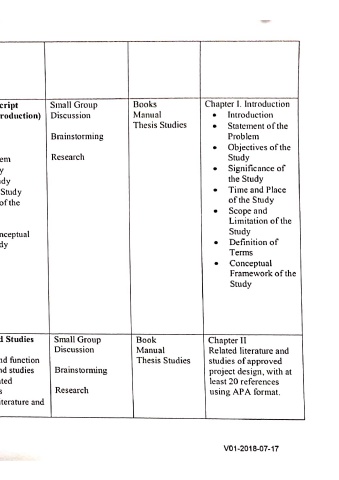 cript
roduction)
em
y
dy
Study
of the
nceptual
dy
Small Group
Discussion
Brainstorming
Research
Books
Manual
Thesis Studies
Chapter I. Introduction
• Introduction
• Statement of the
Problem
• Objectives of the
Study
• Significance of
the Study
• Time and Place
of the Study
• Scope and
Limitation of the
Study
• Definition of
Terms
• Conceptual
Framework of the
Study
d Studies
nd function
nd studies
ated
s
iterature and
Small Group
Discussion
Brainstorming
Research
Book
Manual
Thesis Studies
Chapter II
Related literature and
studies of approved
project design, with at
least 20 references
using APA format.
V01-2018-07-17